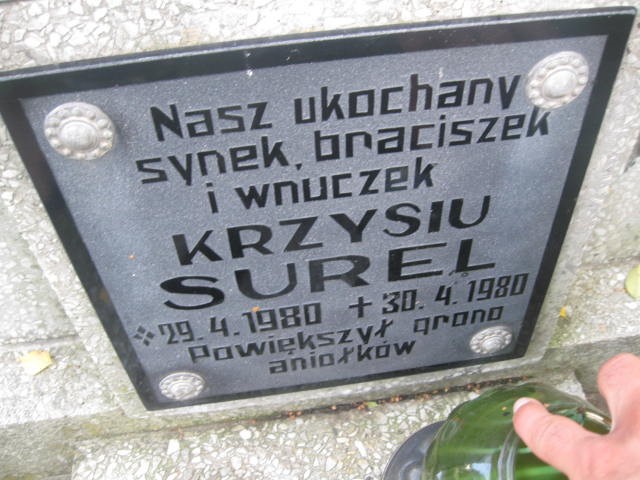 Nasz ukochany
synek, braciszek
i wnuczek
KRZYSIU
SUREL
29.4.1980 + 30.4.1980
powiększył grono
aniołków